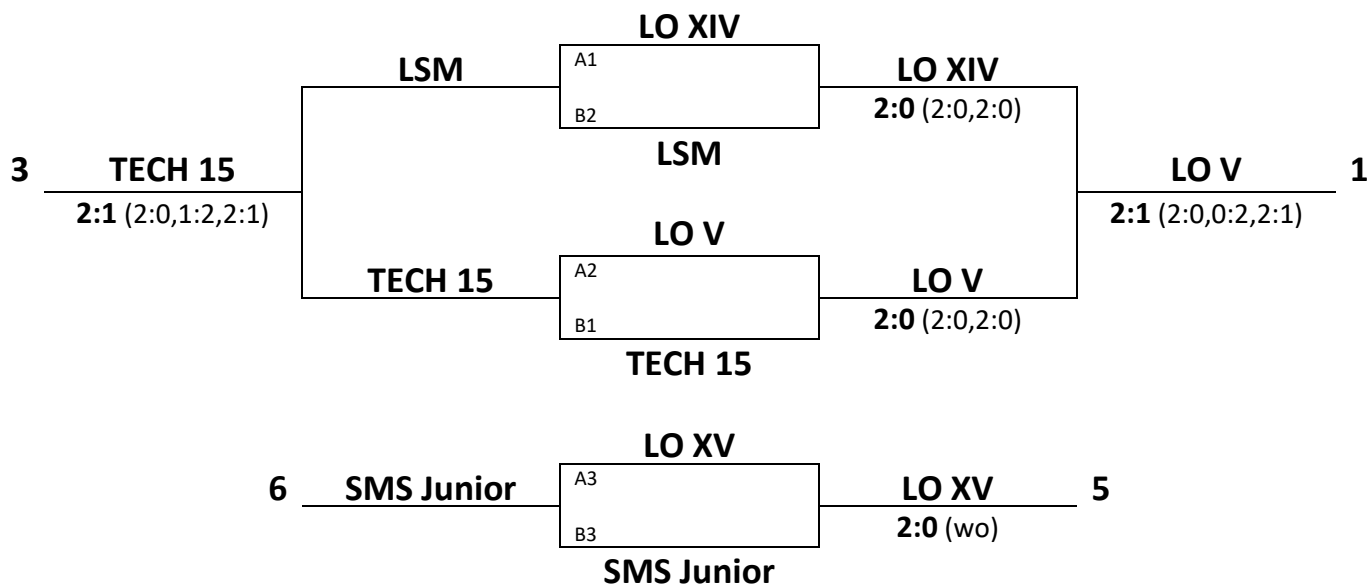 LO XIV
LSM A1 LO XIV
B2 2:0 (2:0,2:0)
LSM
3 TECH 15 LO V 1
2:1 (2:0,1:2,2:1) 2:1 (2:0,0:2,2:1)
LO V
TECH 15 A2 LO V
B1 2:0 (2:0,2:0)
TECH 15
LO XV
6 SMS Junior A3 LO XV 5
B3 2:0 (wo)
SMS Junior